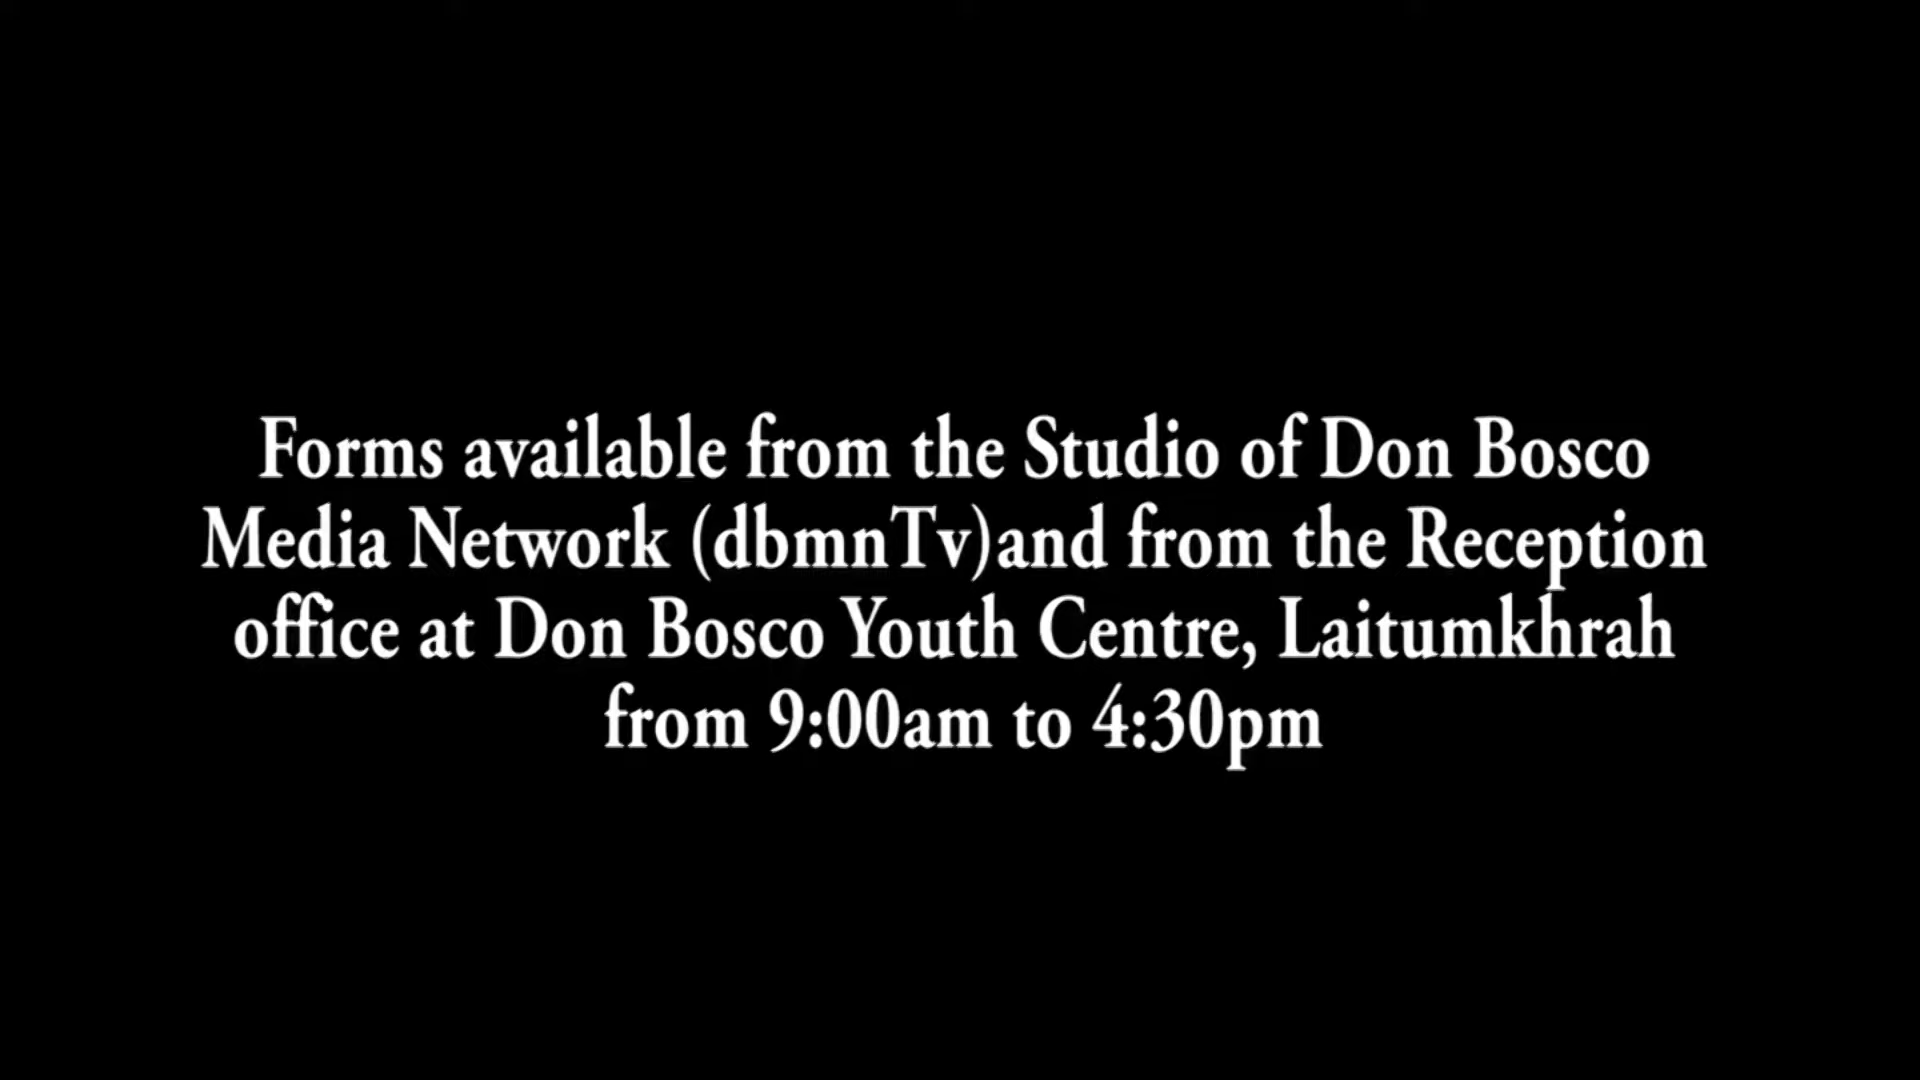 Forms available from the Studio of Don Bosco
Media Network (dbmnTv)and from the Reception
office at Don Bosco Youth Centre, Laitumkhrah
from 9:00am to 4:30pm